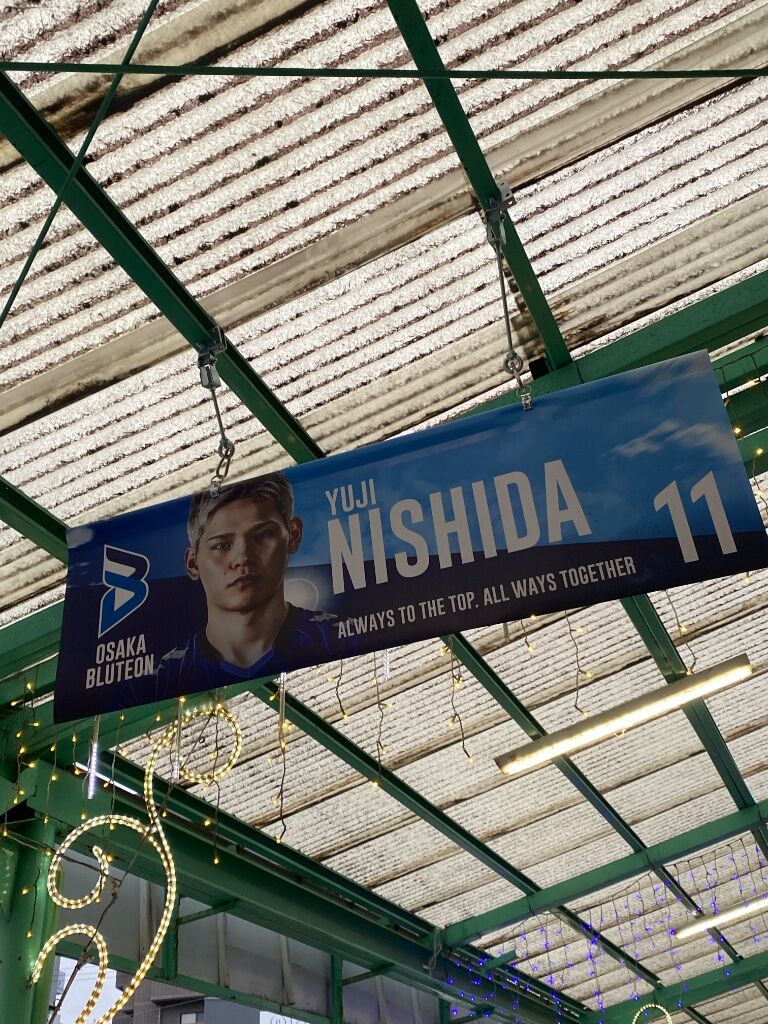 YUJI
NISHIDA
11
ALWAYS TO THE TOP. ALL WAYS TOGETHER
OSAKA
BLUTEON